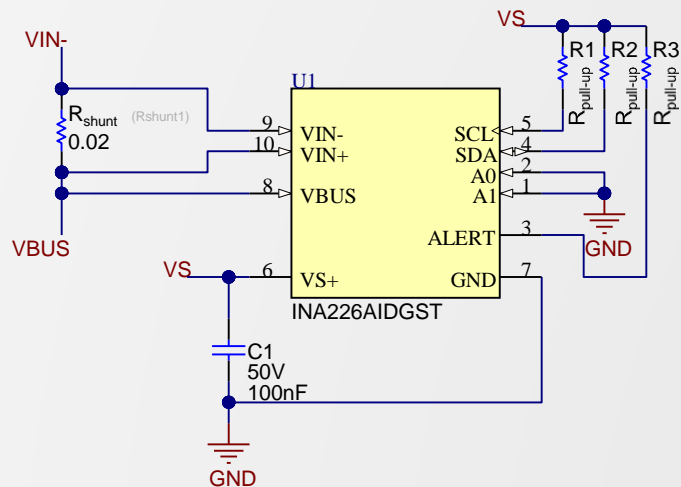 VS
VIN-
R1
R2
R3
Rpull-up
Rpull-up
Rpull-up
U1
Rshunt
(Rshunt1)
0.02
9
VIN-
SCL
5
10
VIN+
SDA
4
A0
2
8
VBUS
A1
1
VBUS
GND
ALERT
3
VS
6
VS+
GND
7
INA226AIDGST
C1
50V
100nF
GND